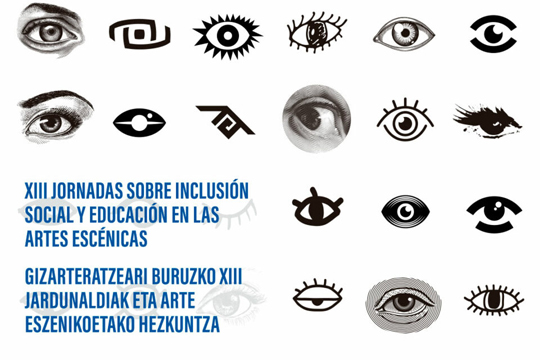 XIII JORNADAS SOBRE INCLUSIÓN
SOCIAL Y EDUCACIÓN EN LAS
ARTES ESCÉNICAS
GIZARTERATZEARI BURUZKO XIII
JARDUNALDIAK ETA ARTE
ESZENIKOETAKO HEZKUNTZA